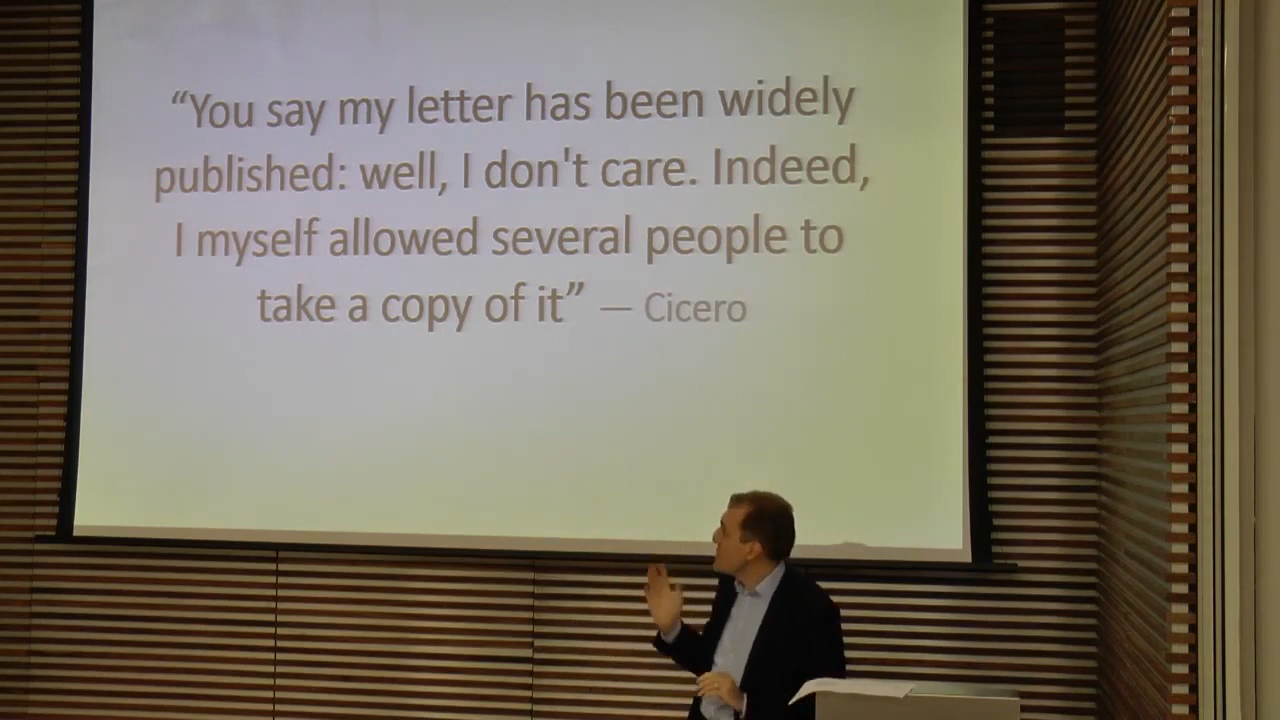 “You say my letter has been widely
published: well, I don't care. Indeed,
I myself allowed several people to
take a copy of it” — Cicero